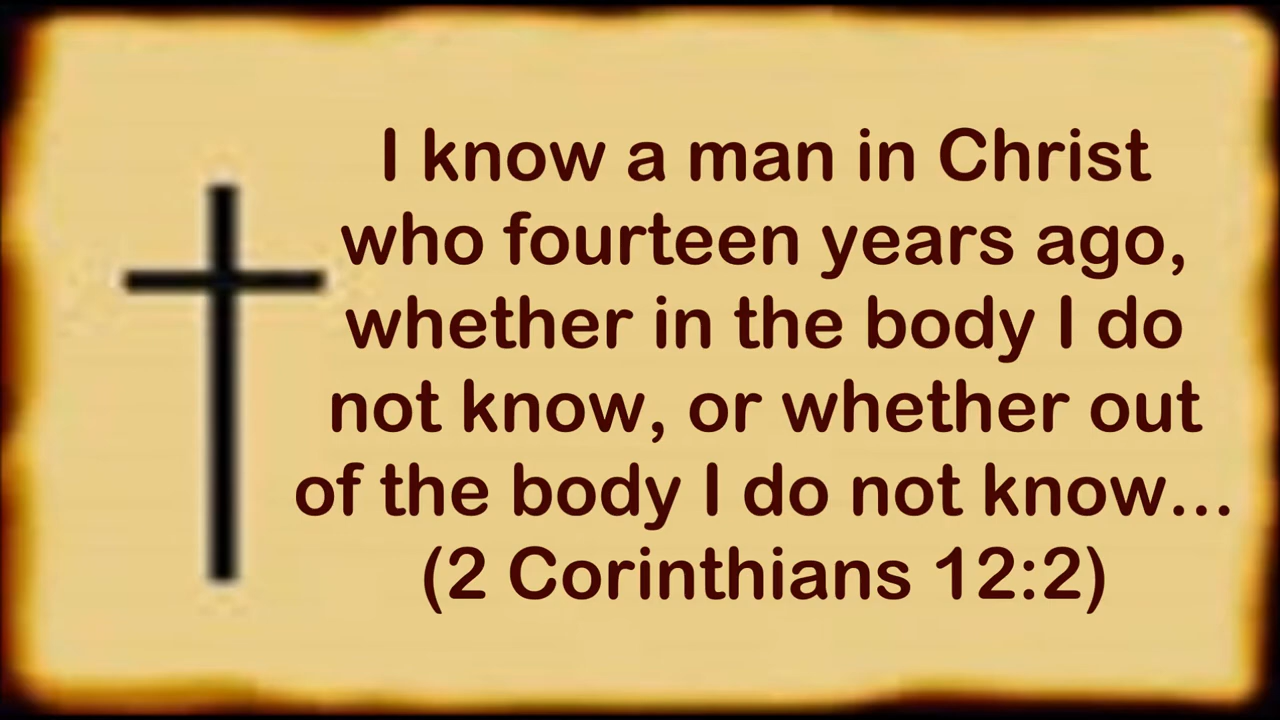 I know a man in Christ
who fourteen years ago,
whether in the body I do
not know, or whether out
of the body I do not know...
(2 Corinthians 12:2)